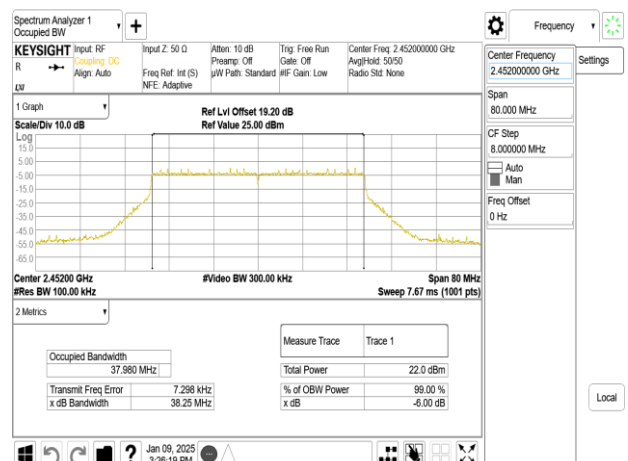 Spectrum Analyzer 1
Occupied BW
Frequency
KEYSIGHT
R
Input: RF
Coupling: DC
Align: Auto
Input Z: 50 Ω
Freq Ref: Int (S)
NFE: Adaptive
Atten: 10 dB
Preamp: Off
µW Path: Standard
Trig: Free Run
Gate: Off
#IF Gain: Low
Center Freq: 2.452000000 GHz
Avg|Hold: 50/50
Radio Std: None
Center Frequency
2.452000000 GHz
Settings
Span
80.000 MHz
CF Step
8.000000 MHz
Auto
Man
Freq Offset
0 Hz
Local
1 Graph
Scale/Div 10.0 dB
Ref Lvl Offset 19.20 dB
Ref Value 25.00 dBm
Log
15.0
5.00
-5.00
-15.0
-25.0
-35.0
-45.0
-55.0
-65.0
Center 2.45200 GHz
#Res BW 100.00 kHz
#Video BW 300.00 kHz
Span 80 MHz
Sweep 7.67 ms (1001 pts)
2 Metrics
Measure Trace
Trace 1
Occupied Bandwidth
37.980 MHz
Total Power
22.0 dBm
Transmit Freq Error
7.298 kHz
% of OBW Power
99.00 %
x dB Bandwidth
38.25 MHz
x dB
-6.00 dB
?
Jan 09, 2025
3:26:19 PM